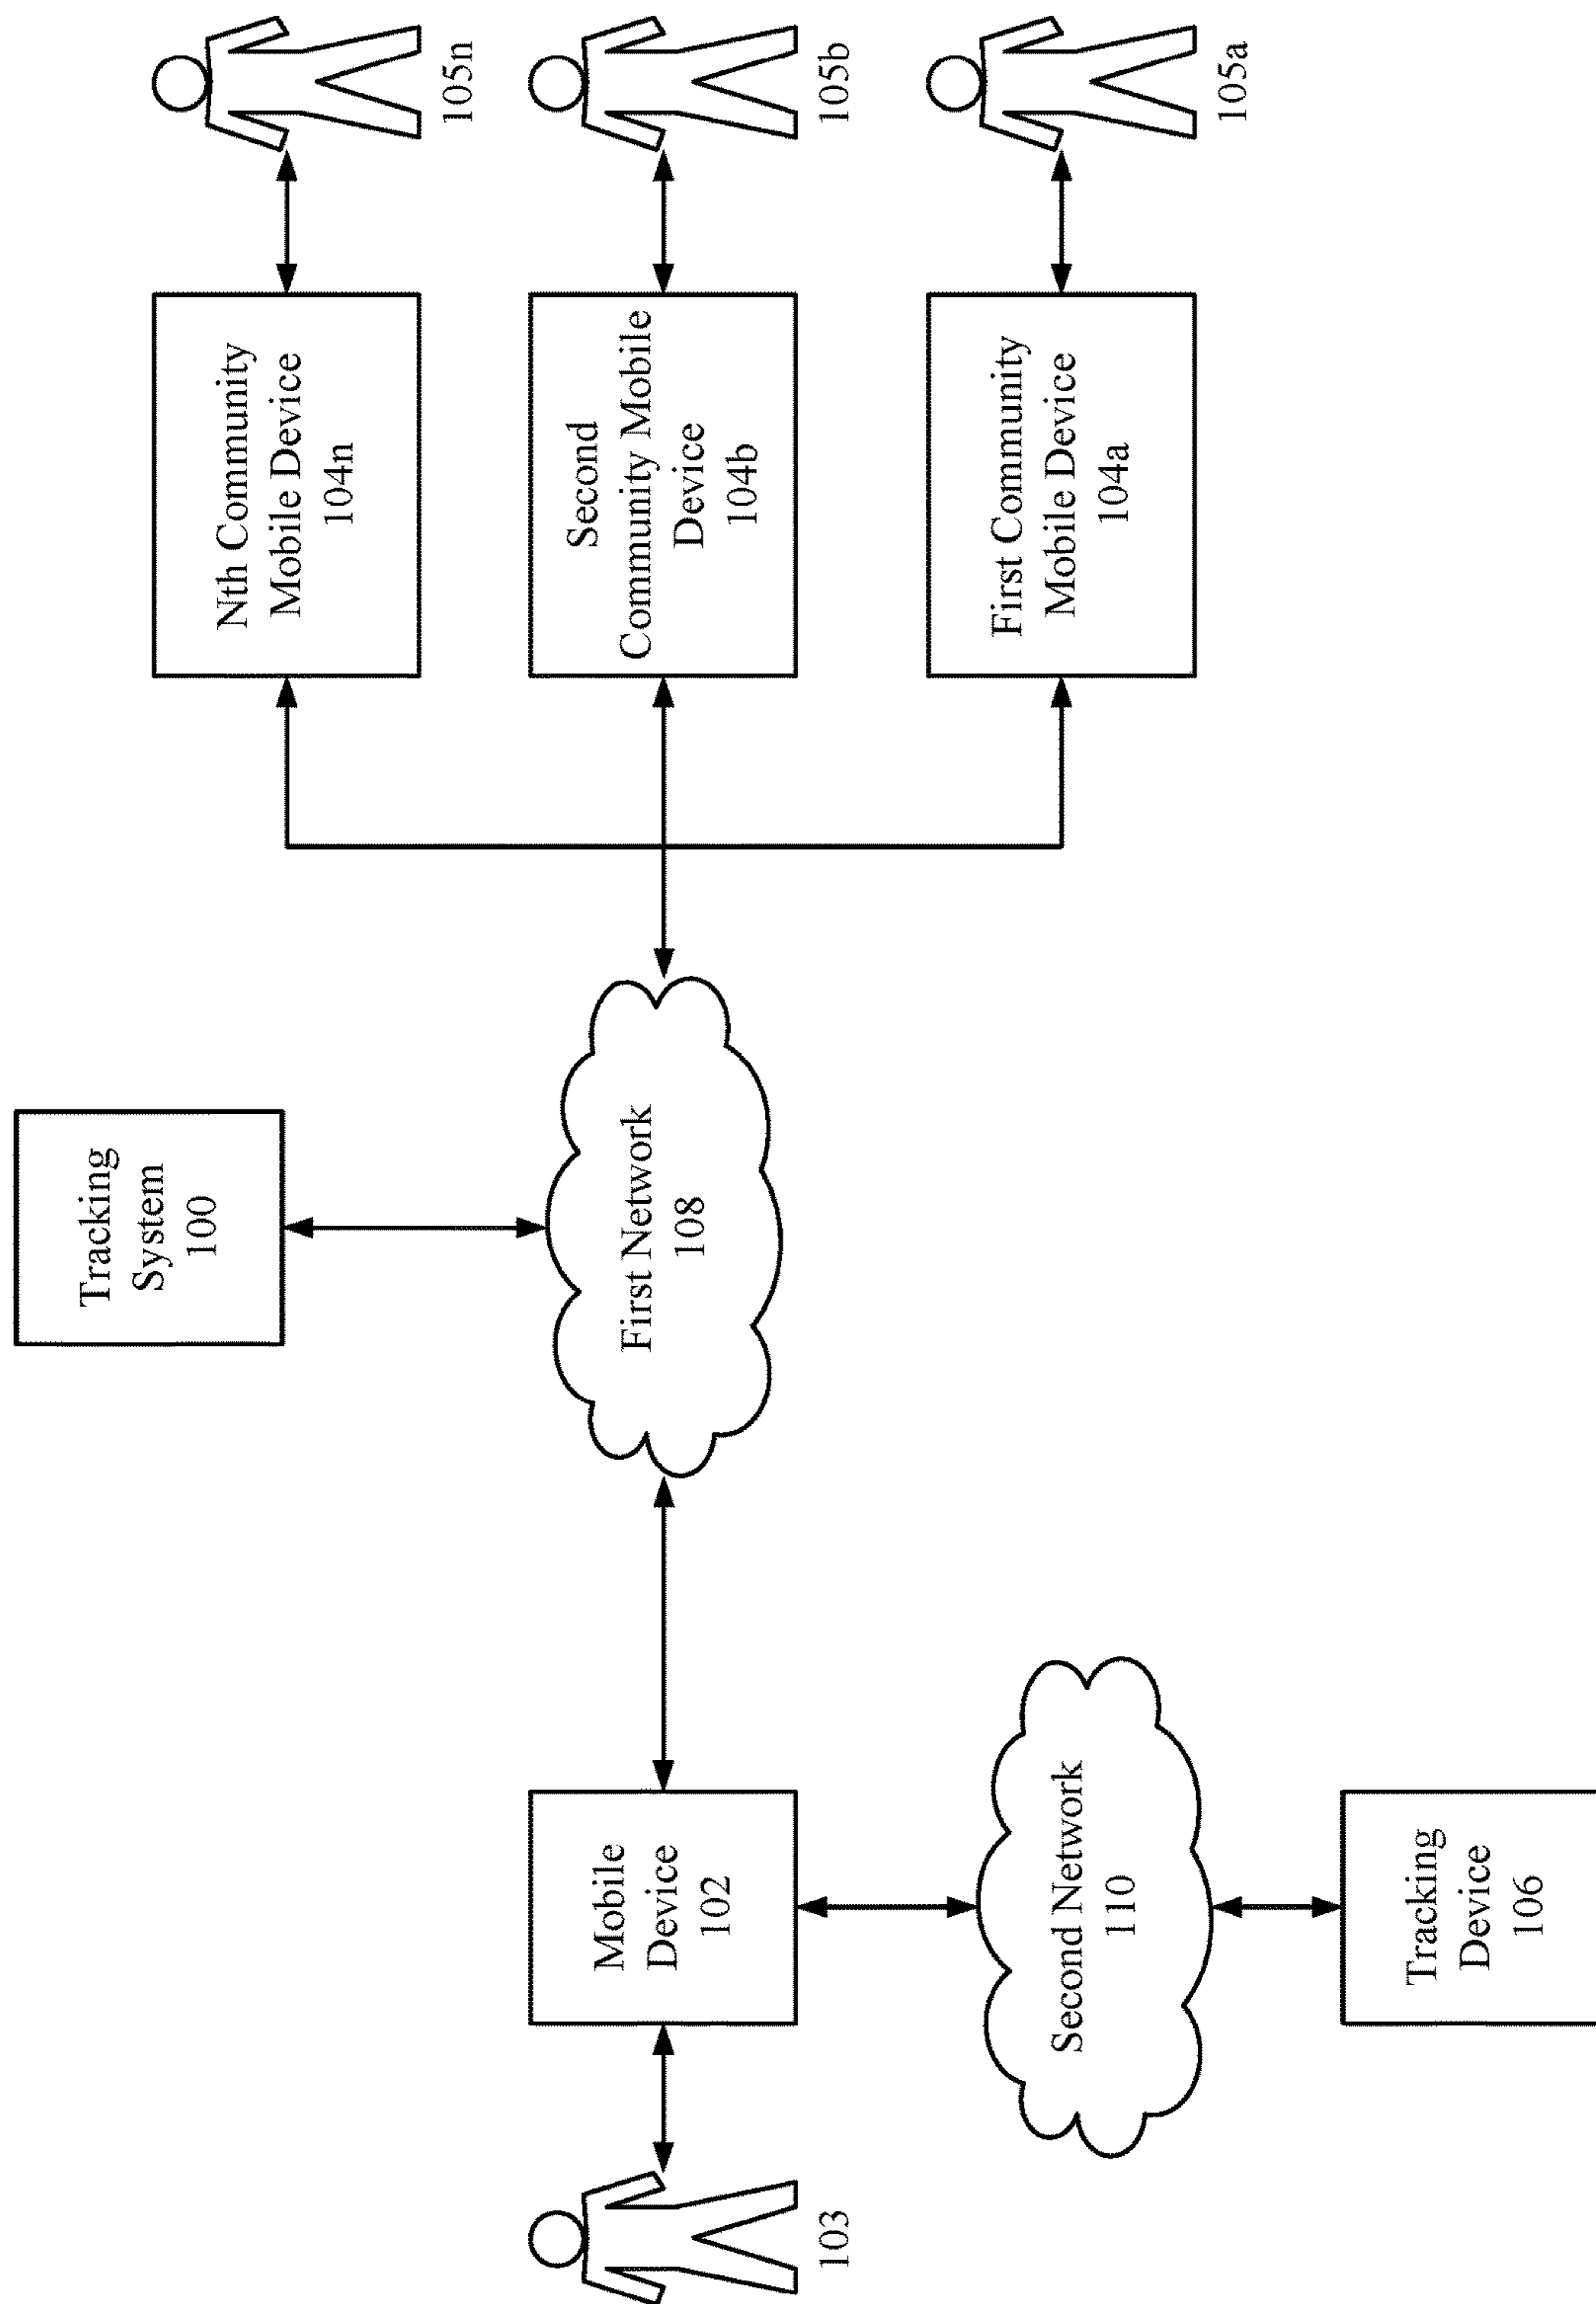 Tracking
System
100
Nth Community
Mobile Device
104n
105n
Mobile
Device
102
103
First Network
108
Second
Community Mobile
Device
104b
105b
Second Network
110
First Community
Mobile Device
104a
105a
Tracking
Device
106